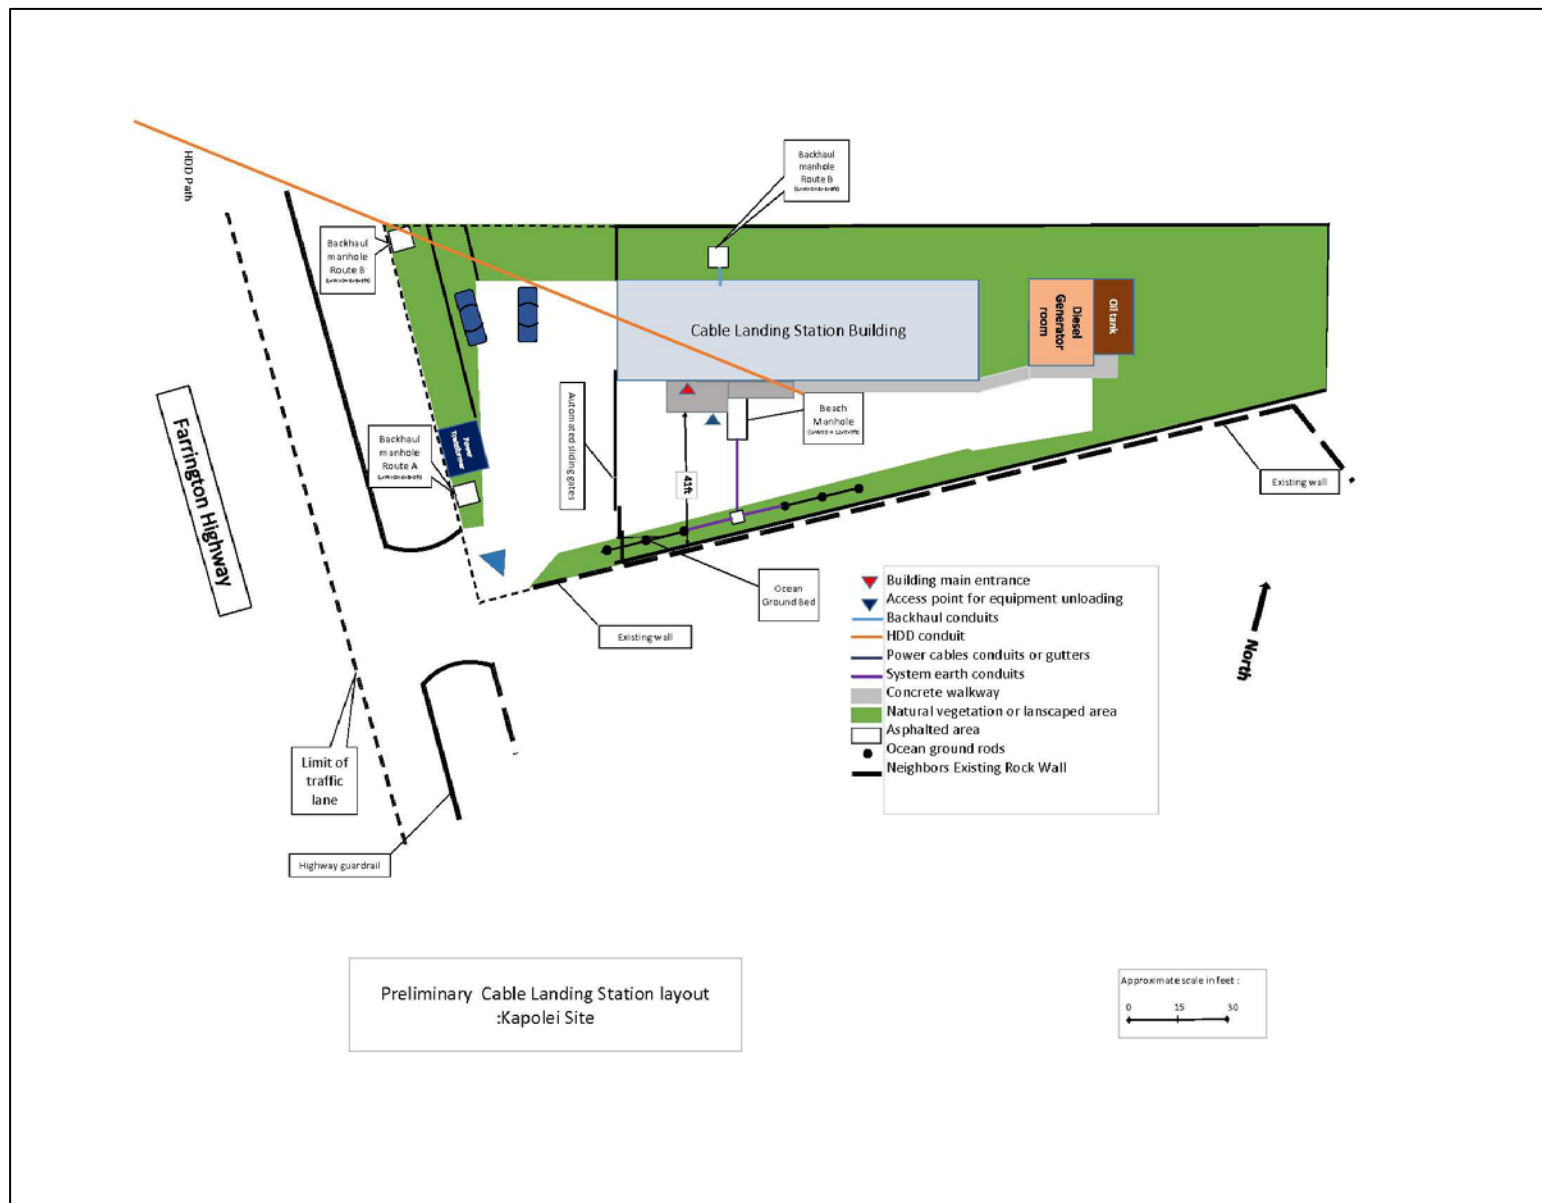 HDD Path
Backhaul
manhole
Route B
Backhaul
manhole
Route B
Cable Landing Station Building
Diesel
Generator
room
Oil tank
Automated sliding gates
Beach
Manhole
Farrington Highway
Power
Transformer
Backhaul
manhole
Route A
41ft
Existing wall
Ocean
Ground Bed
Existing wall
Building main entrance
Access point for equipment unloading
Backhaul conduits
HDD conduit
Power cables conduits or gutters
System earth conduits
Concrete walkway
Natural vegetation or lanscaped area
Asphalted area
Ocean ground rods
Neighbors Existing Rock Wall
North
Limit of
traffic
lane
Highway guardrail
Preliminary Cable Landing Station layout
:Kapolei Site
Approximate scale in feet :
0 15 30